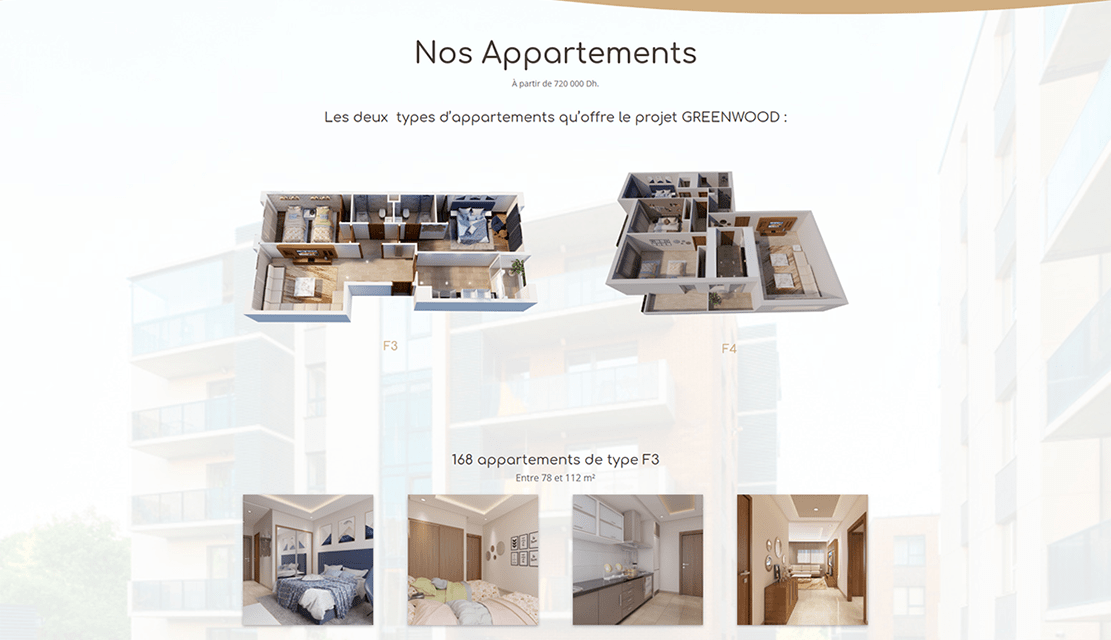 Nos Appartements
À partir de 720 000 Dh.
Les deux  types d'appartements qu'offre le projet GREENWOOD :
F3
F4
168 appartements de type F3
Entre 78 et 112 m²